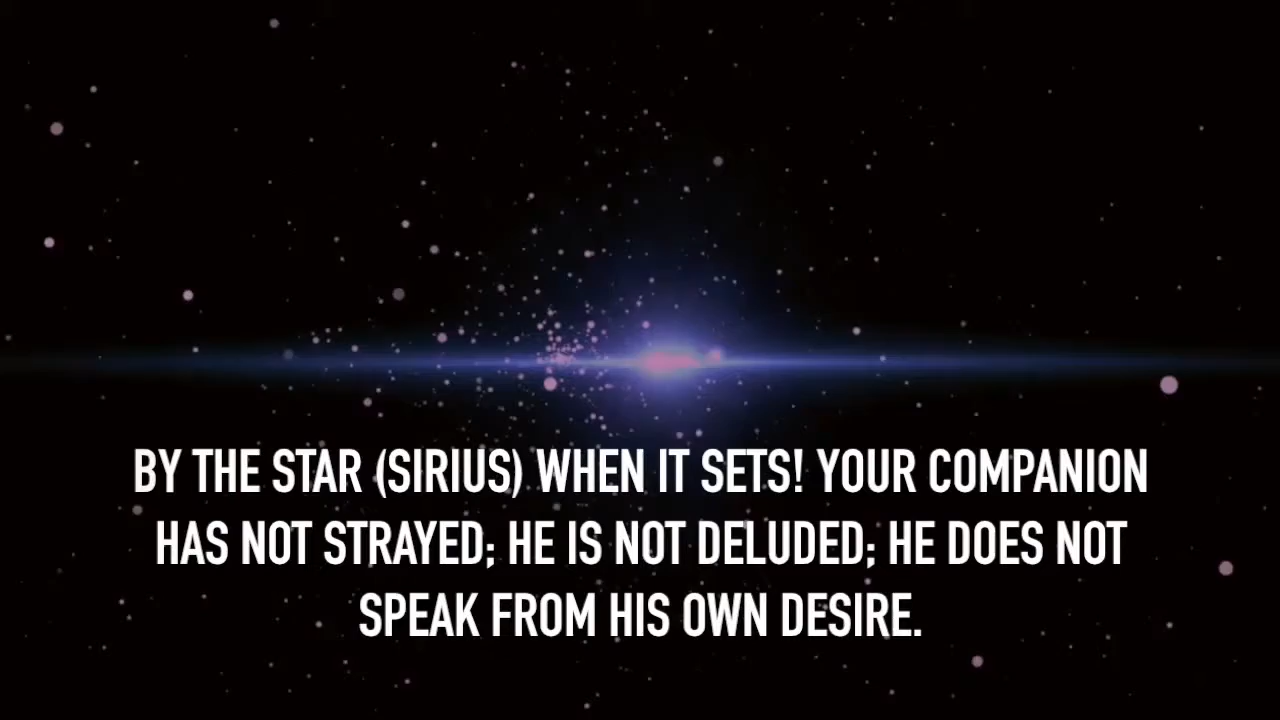 BY THE STAR (SIRIUS) WHEN IT SETS! YOUR COMPANION
HAS NOT STRAYED; HE IS NOT DELUDED; HE DOES NOT
SPEAK FROM HIS OWN DESIRE.